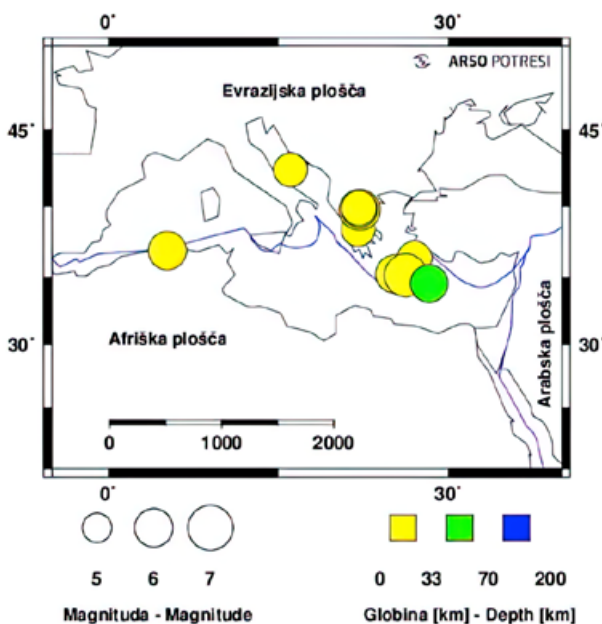 0° 30°
ARSO POTRESI
Evrazijska plošča
45° 45°
30° 30°
Afriška plošča
Arabska plošča
0 1000 2000
0° 30°
5 6 7
0 33 70 200
Magnituda - Magnitude
Globina [km] - Depth [km]